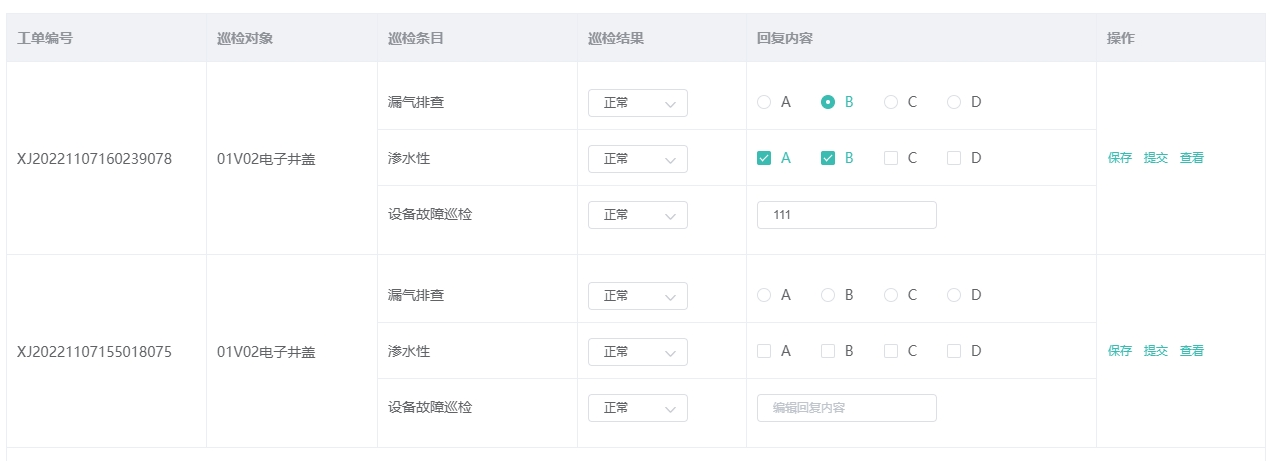 工单编号 巡检对象 巡检条目 巡检结果 回复内容 操作
漏气排查 正常 A B C D
XJ20221107160239078 01V02电子井盖 渗水性 正常 A B C D 保存 提交 查看
设备故障巡检 正常 111
漏气排查 正常 A B C D
XJ20221107155018075 01V02电子井盖 渗水性 正常 A B C D 保存 提交 查看
设备故障巡检 正常 编辑回复内容